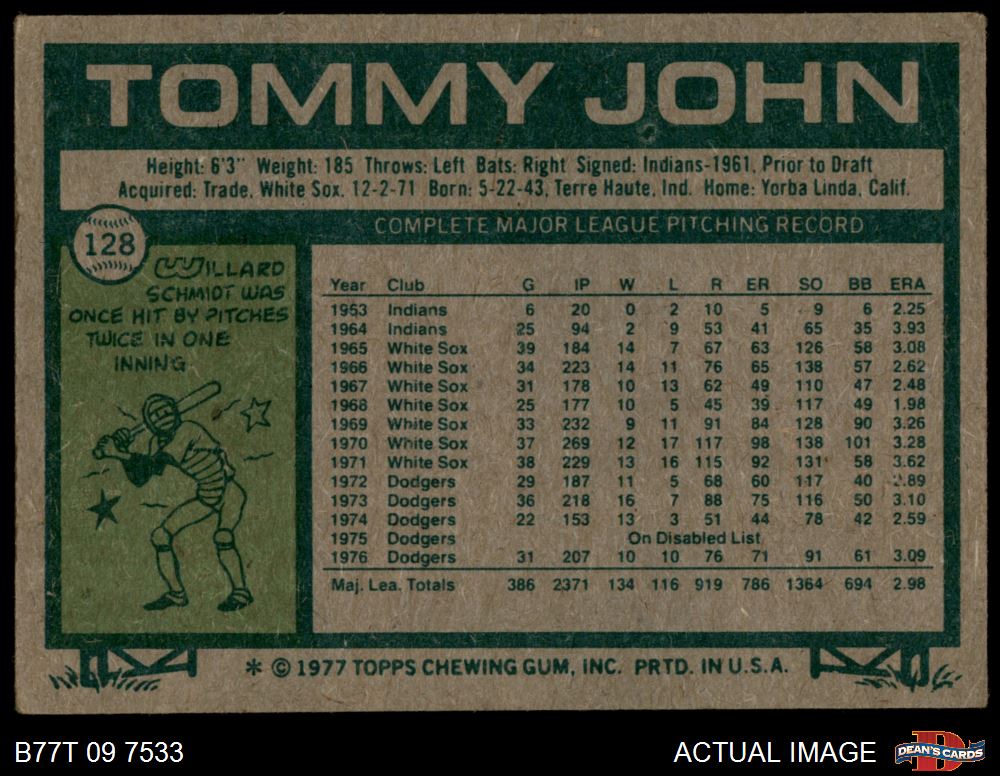 TOMMY JOHN
Height: 6'3" Weight: 185 Throws: Left Bats: Right Signed: Indians-1961, Prior to Draft
Acquired: Trade, White Sox. 12-2-71 Born: 5-22-43, Terre Haute, Ind. Home: Yorba Linda, Calif.
128
WILLARD
SCHMIDT WAS
ONCE HIT BY PITCHES
TWICE IN ONE
INNING
COMPLETE MAJOR LEAGUE PITCHING RECORD
Year Club G IP W L R ER SO BB ERA
1963 Indians 6 20 0 2 10 5 9 6 2.25
1964 Indians 25 94 2 9 53 41 65 35 3.93
1965 White Sox 39 184 14 7 67 63 126 58 3.08
1966 White Sox 34 223 14 11 76 65 138 57 2.62
1967 White Sox 31 178 10 13 62 49 110 47 2.48
1968 White Sox 25 177 10 5 45 39 117 49 1.98
1969 White Sox 33 232 9 11 91 84 128 90 3.26
1970 White Sox 37 269 12 17 117 98 138 101 3.28
1971 White Sox 38 229 13 16 115 92 131 58 3.62
1972 Dodgers 29 187 11 5 68 60 117 40 2.89
1973 Dodgers 36 218 16 7 88 75 116 50 3.10
1974 Dodgers 22 153 13 3 51 44 78 42 2.59
1975 Dodgers On Disabled List
1976 Dodgers 31 207 10 10 76 71 91 61 3.09
Maj. Lea. Totals 386 2371 134 116 919 786 1364 694 2.98
* © 1977 TOPPS CHEWING GUM, INC. PRTD. IN U.S.A.
B77T 09 7533
ACTUAL IMAGE
D
DEAN'S CARDS